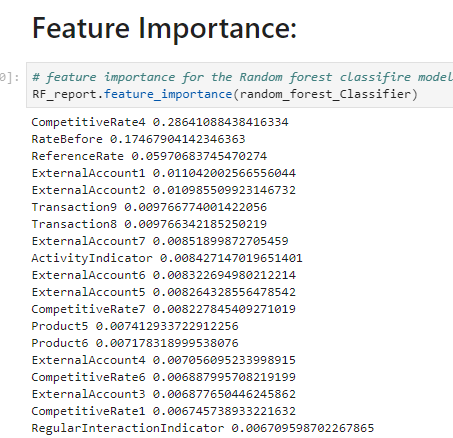 Feature Importance:
0]: # feature importance for the Random forest classifire model
RF_report.feature_importance(random_forest_Classifier)
CompetitiveRate4 0.28641088438416334
RateBefore 0.17467904142346363
ReferenceRate 0.05970683745470274
ExternalAccount1 0.011042002566556044
ExternalAccount2 0.010985509923146732
Transaction9 0.009766774001422056
Transaction8 0.009766342185250219
ExternalAccount7 0.00851899872705459
ActivityIndicator 0.008427147019651401
ExternalAccount6 0.008322694980212214
ExternalAccount5 0.008264328556478542
CompetitiveRate7 0.008227845409271019
Product5 0.007412933722912256
Product6 0.007178318999538076
ExternalAccount4 0.007056095233998915
CompetitiveRate6 0.006887995708219199
ExternalAccount3 0.006877650446245862
CompetitiveRate1 0.006745738933221632
RegularInteractionIndicator 0.006709598702267865